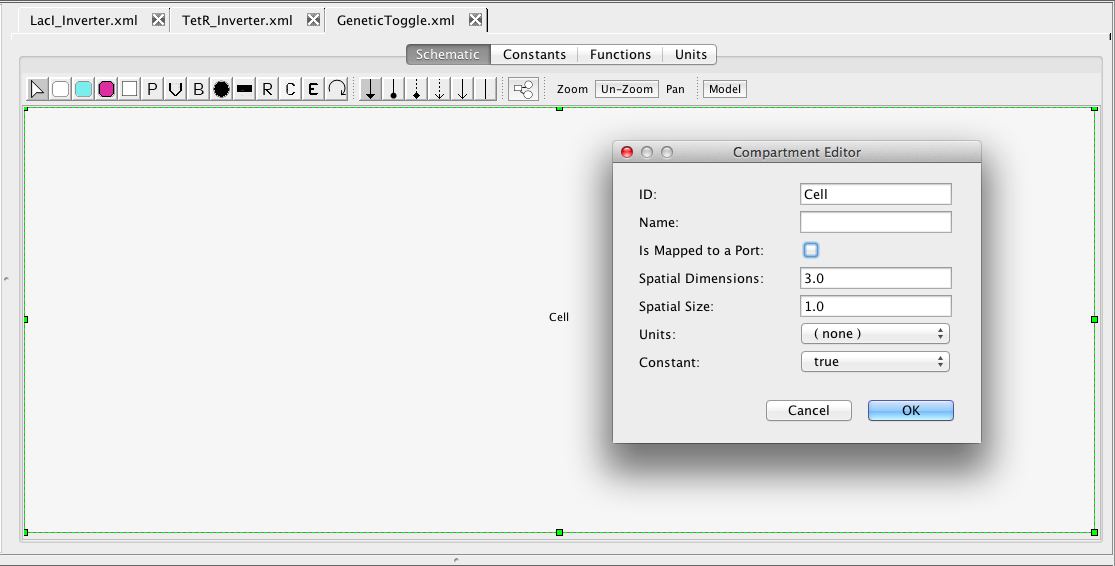 LacI_Inverter.xml TetR_Inverter.xml GeneticToggle.xml
Schematic Constants Functions Units
P V B R C E Zoom Un-Zoom Pan Model
Compartment Editor
ID: Cell
Name:
Is Mapped to a Port:
Spatial Dimensions: 3.0
Spatial Size: 1.0
Cell
Units: ( none )
Constant: true
Cancel OK